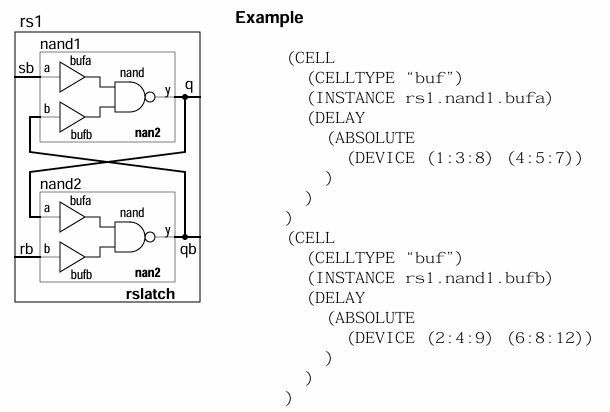 rs1
nand1
sb
a
bufa
nand
y
q
b
bufb
nan2
nand2
a
bufa
nand
y
rb
b
bufb
nan2
qb
rslatch
Example
(CELL
(CELLTYPE “buf”)
(INSTANCE rs1.nand1.bufa)
(DELAY
(ABSOLUTE
(DEVICE (1:3:8) (4:5:7))
)
)
)
(CELL
(CELLTYPE “buf”)
(INSTANCE rs1.nand1.bufb)
(DELAY
(ABSOLUTE
(DEVICE (2:4:9) (6:8:12))
)
)
)